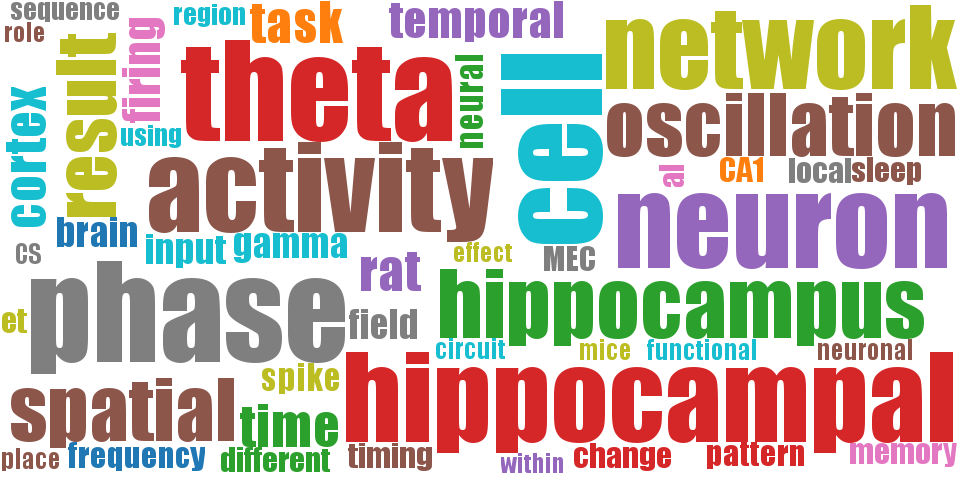 sequence
role
firing
result
region
task
temporal
network
theta
neural
cell
oscillation
cortex
using
activity
al
CA1
local
sleep
neuron
brain
input
gamma
CS
rat
effect
MEC
phase
hippocampus
et
field
circuit
mice
functional
neuronal
spike
hippocampal
spatial
time
place
frequency
different
timing
within
change
pattern
memory